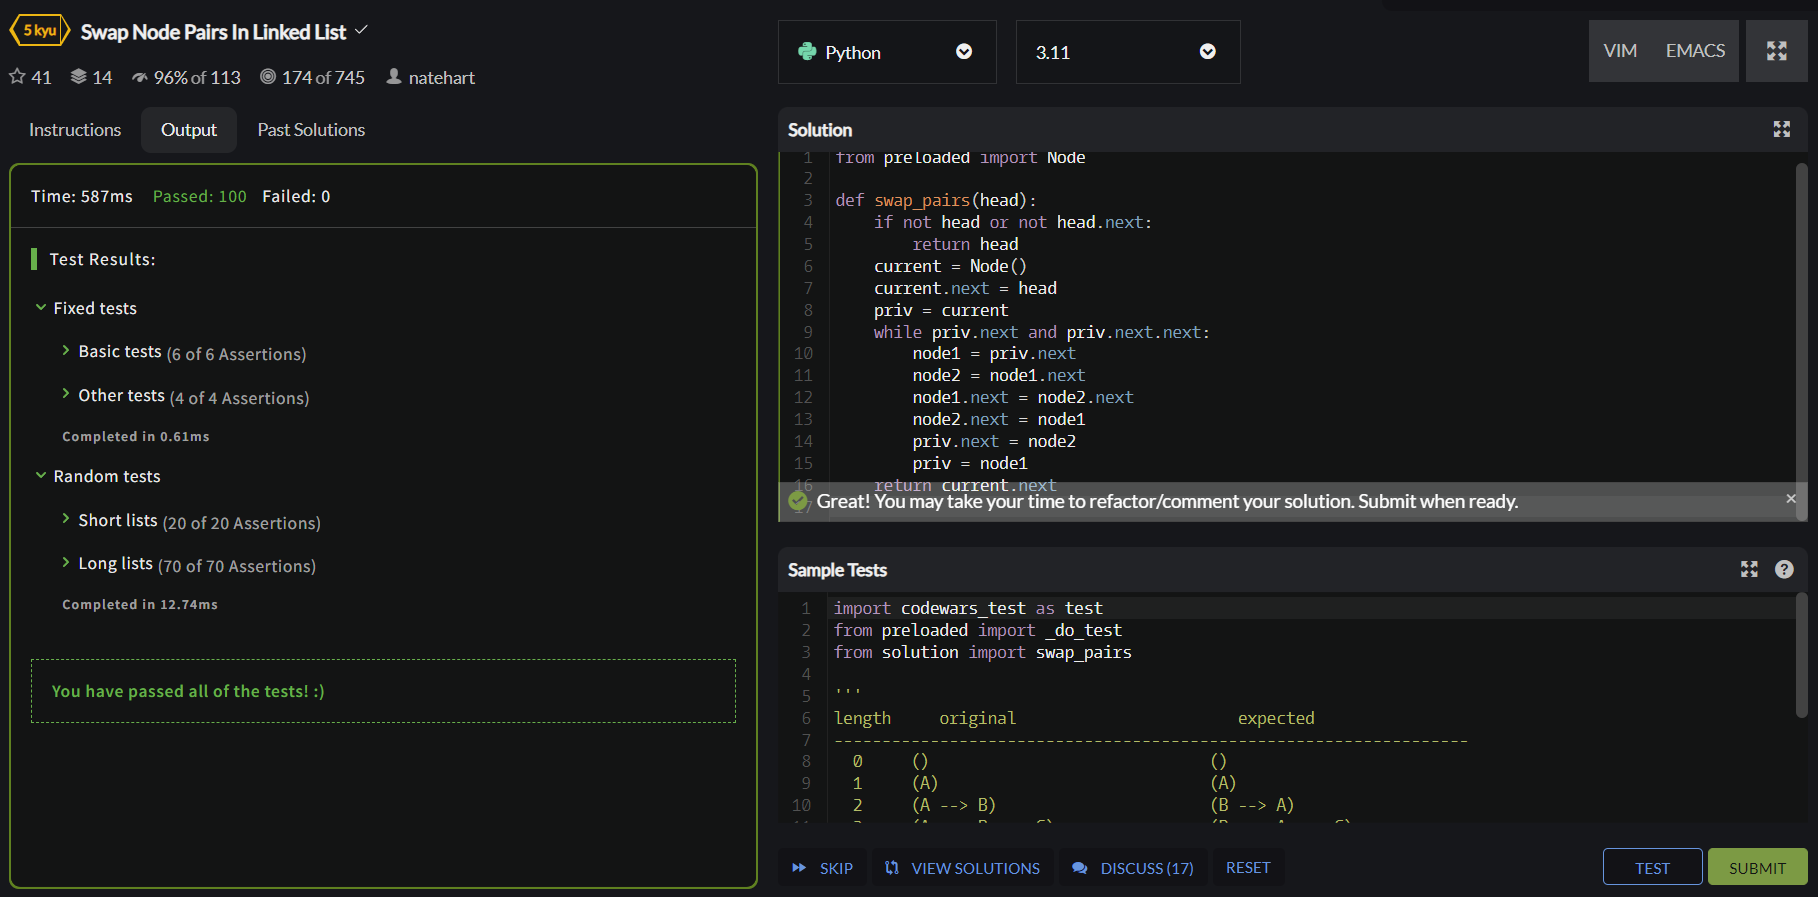 5 kyu
Swap Node Pairs In Linked List
41 14 96% of 113 174 of 745 natehart
Instructions Output Past Solutions
Time: 587ms Passed: 100 Failed: 0
Test Results:
Fixed tests
Basic tests (6 of 6 Assertions)
Other tests (4 of 4 Assertions)
Completed in 0.61ms
Random tests
Short lists (20 of 20 Assertions)
Long lists (70 of 70 Assertions)
Completed in 12.74ms
You have passed all of the tests! :)
Python
3.11
VIM EMACS
Solution
1 from preloaded import Node
2
3 def swap_pairs(head):
4     if not head or not head.next:
5         return head
6     current = Node()
7     current.next = head
8     priv = current
9     while priv.next and priv.next.next:
10         node1 = priv.next
11         node2 = node1.next
12         node1.next = node2.next
13         node2.next = node1
14         priv.next = node2
15         priv = node1
16     return current.next
17
Great! You may take your time to refactor/comment your solution. Submit when ready. ×
Sample Tests ?
1 import codewars_test as test
2 from preloaded import _do_test
3 from solution import swap_pairs
4
5 '''
6 length     original                       expected
7 ------------------------------------------------------------------
8   0     ()                              ()
9   1     (A)                             (A)
10   2     (A --> B)                       (B --> A)
SKIP VIEW SOLUTIONS DISCUSS (17) RESET TEST SUBMIT